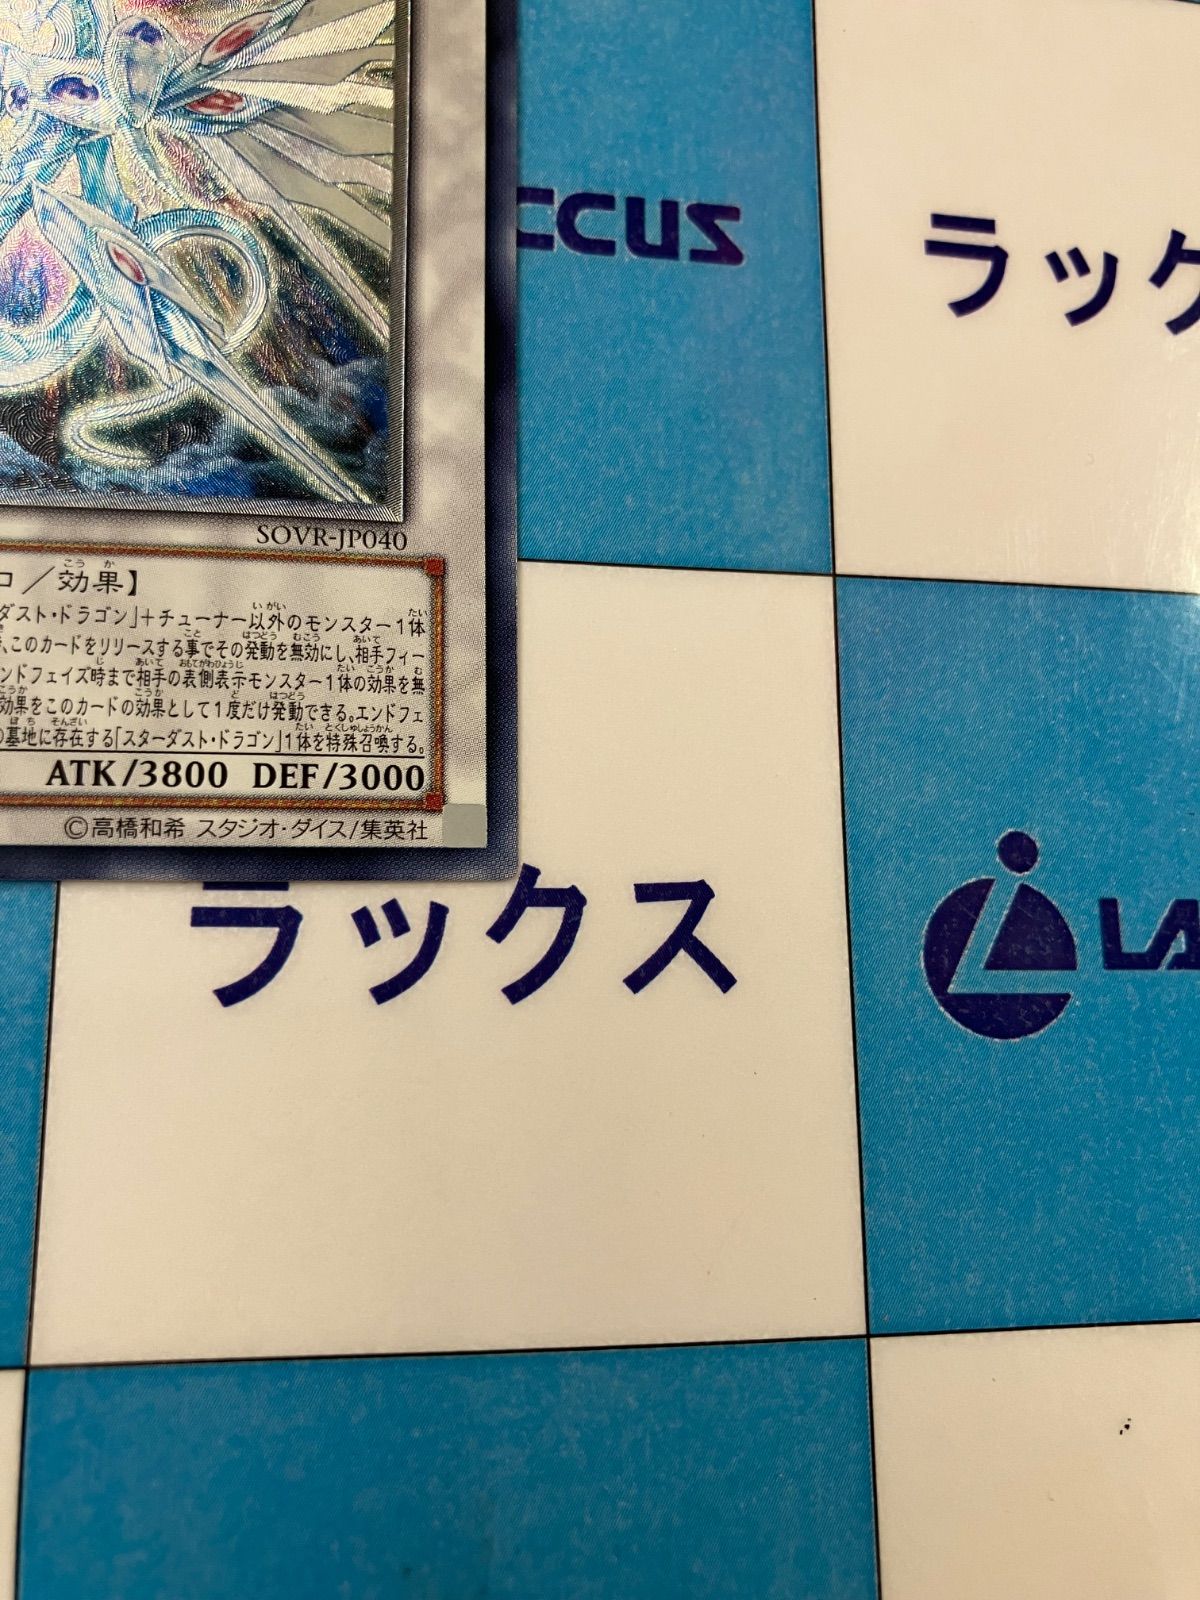 CCUS
ラック
SOVR-JP040
／効果】
こうか
ダスト・ドラゴン」＋チューナー以外のモンスター１体
、このカードをリリースする事でその発動を無効にし、相手フィー
ンドフェイズ時まで相手の表側表示モンスター１体の効果を無
効果をこのカードの効果として１度だけ発動できる。エンドフェ
墓地に存在する「スターダスト・ドラゴン」１体を特殊召喚する。
ATK/3800 DEF/3000
©高橋和希 スタジオ・ダイス/集英社
ラックス
LA